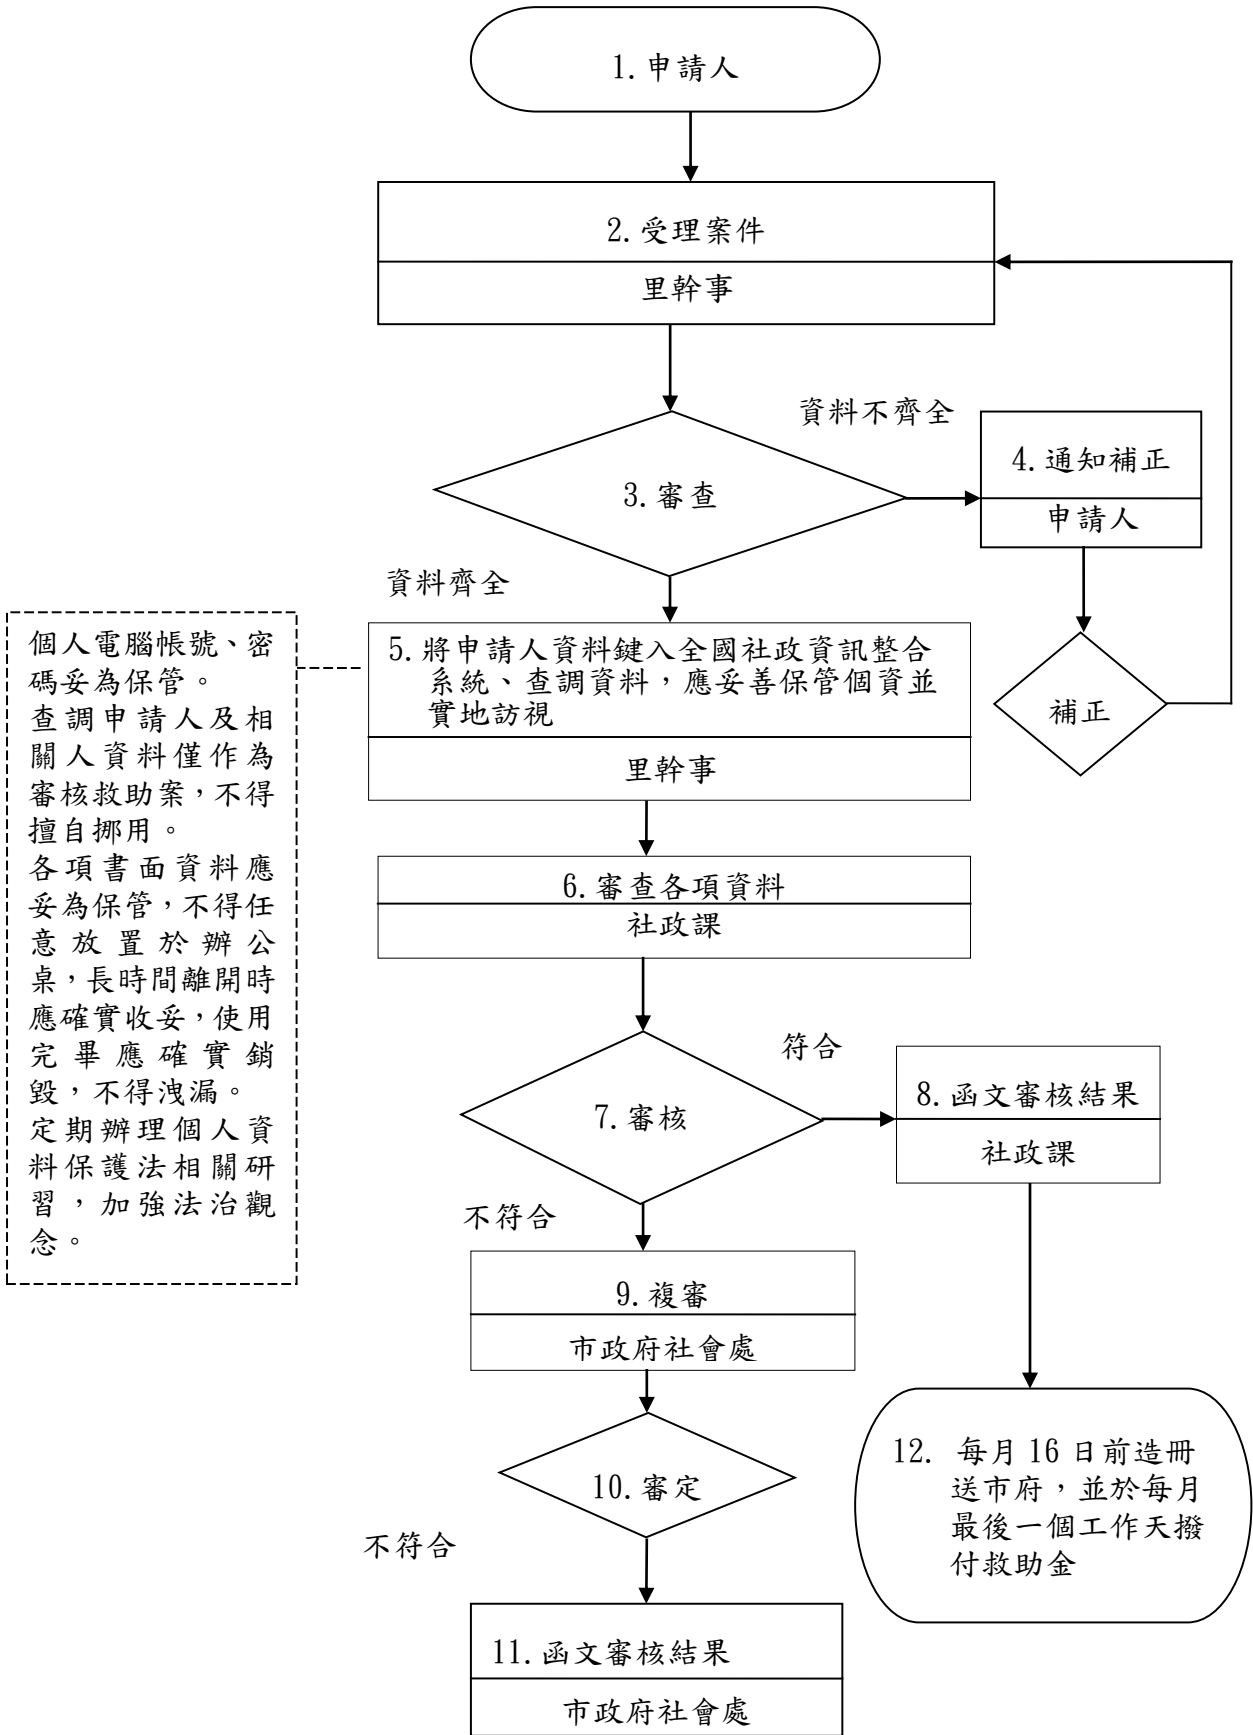 1.申請人
2.受理案件
里幹事
資料不齊全
3.審查
4.通知補正
申請人
補正
資料齊全
5.將申請人資料鍵入全國社政資訊整合
系統、查調資料，應妥善保管個資並
實地訪視
里幹事
個人電腦帳號、密
碼妥為保管。
查調申請人及相
關人資料僅作為
審核救助案，不得
擅自挪用。
各項書面資料應
妥為保管，不得任
意放置於辦公
桌，長時間離開時
應確實收妥，使用
完畢應確實銷
毀，不得洩漏。
定期辦理個人資
料保護法相關研
習，加強法治觀
念。
6.審查各項資料
社政課
7.審核
符合
8.函文審核結果
社政課
不符合
9.複審
市政府社會處
10.審定
不符合
11.函文審核結果
市政府社會處
12. 每月 16 日前造冊
送市府，並於每月
最後一個工作天撥
付救助金